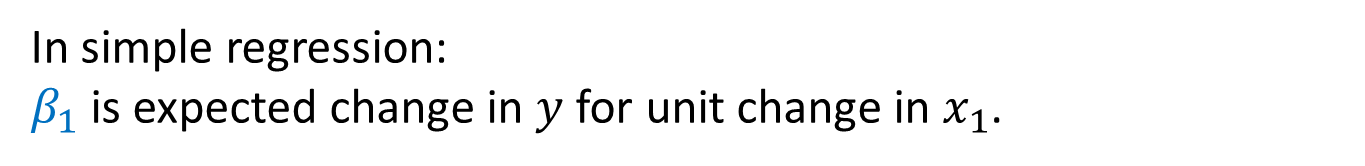 In simple regression:
𝛽₁ is expected change in 𝑦 for unit change in 𝑥₁.